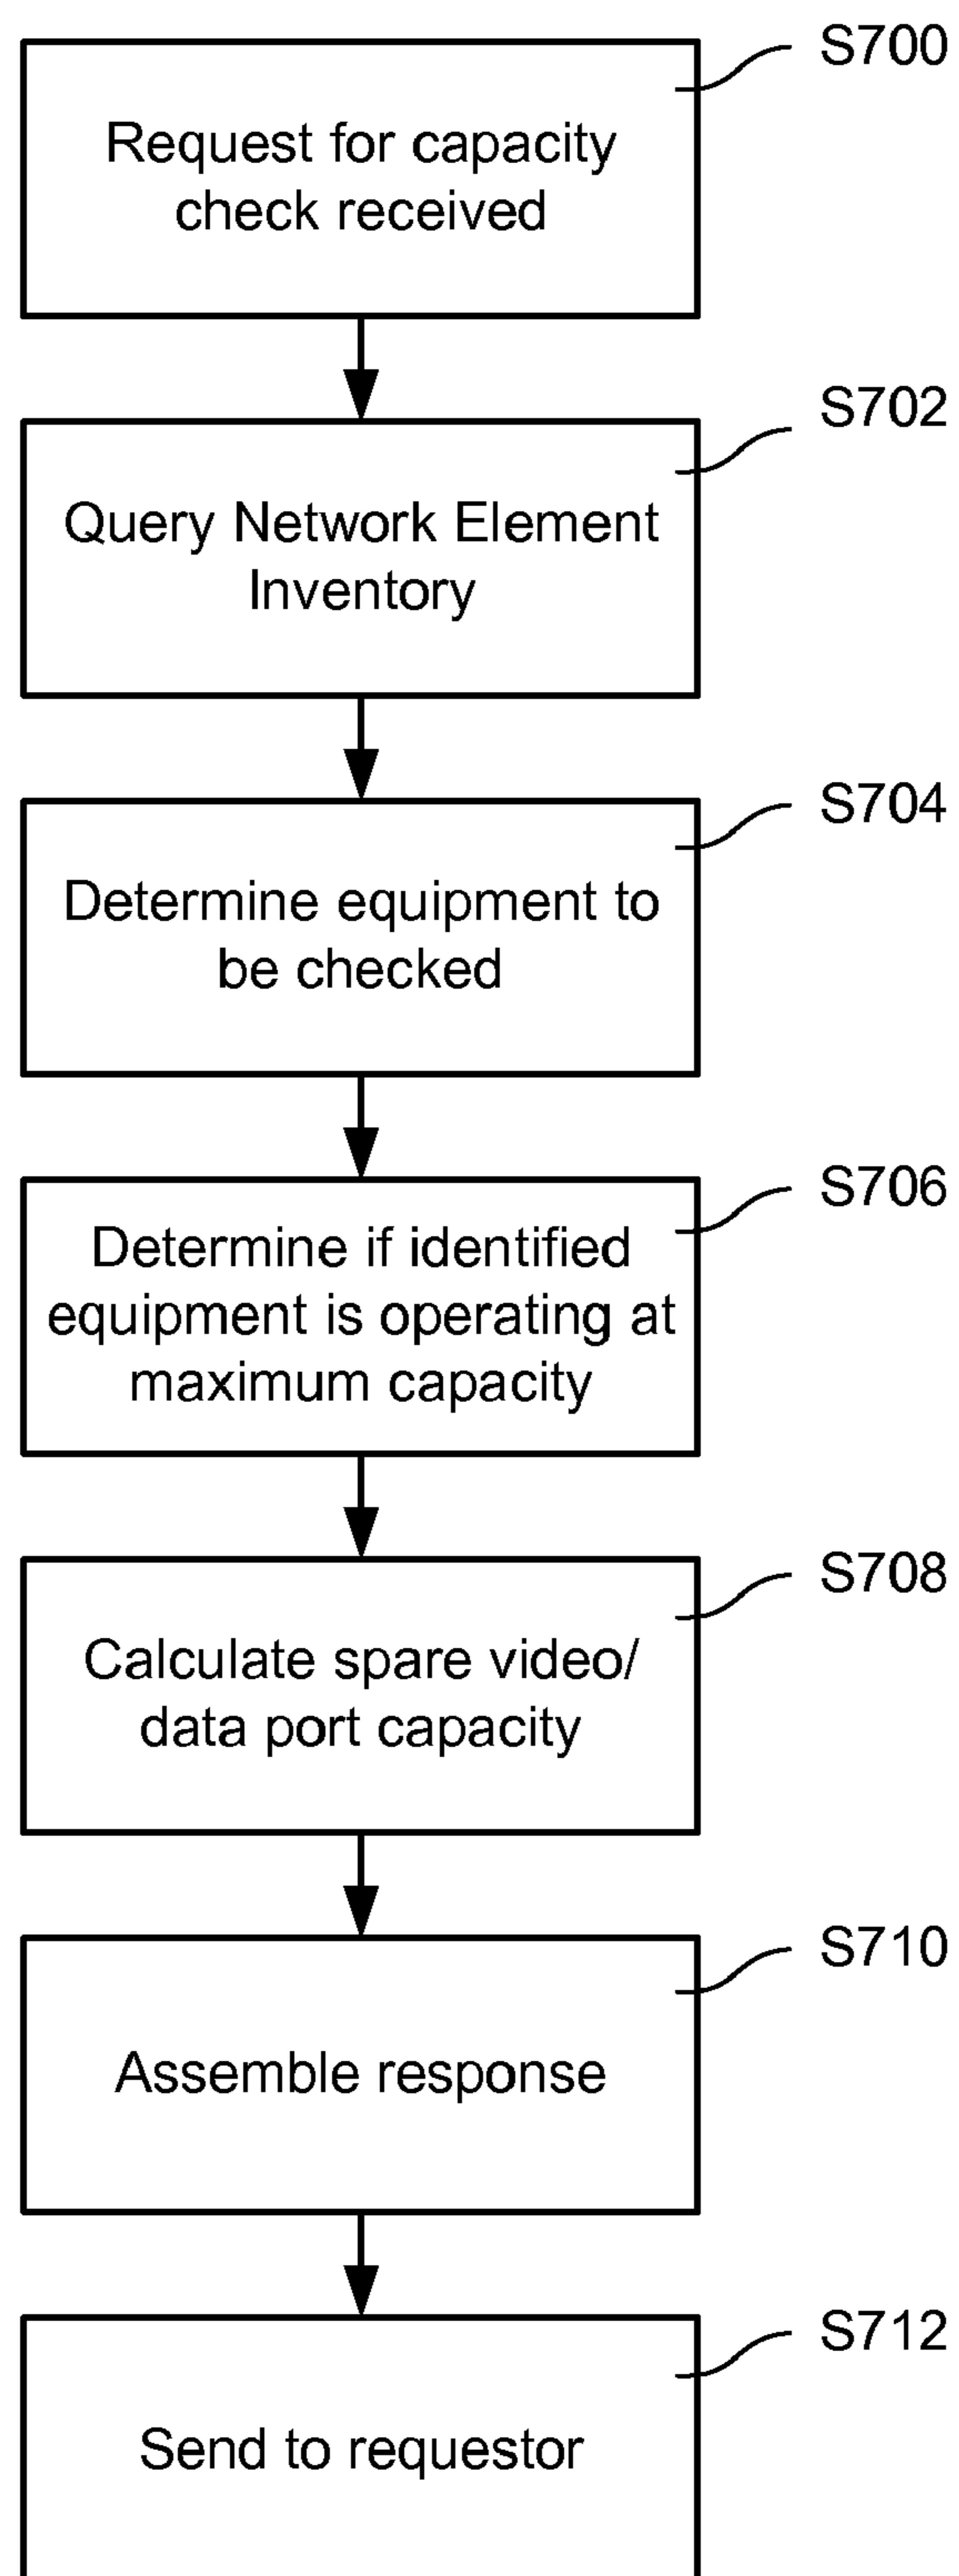 S700
Request for capacity
check received
S702
Query Network Element
Inventory
S704
Determine equipment to
be checked
S706
Determine if identified
equipment is operating at
maximum capacity
S708
Calculate spare video/
data port capacity
S710
Assemble response
S712
Send to requestor